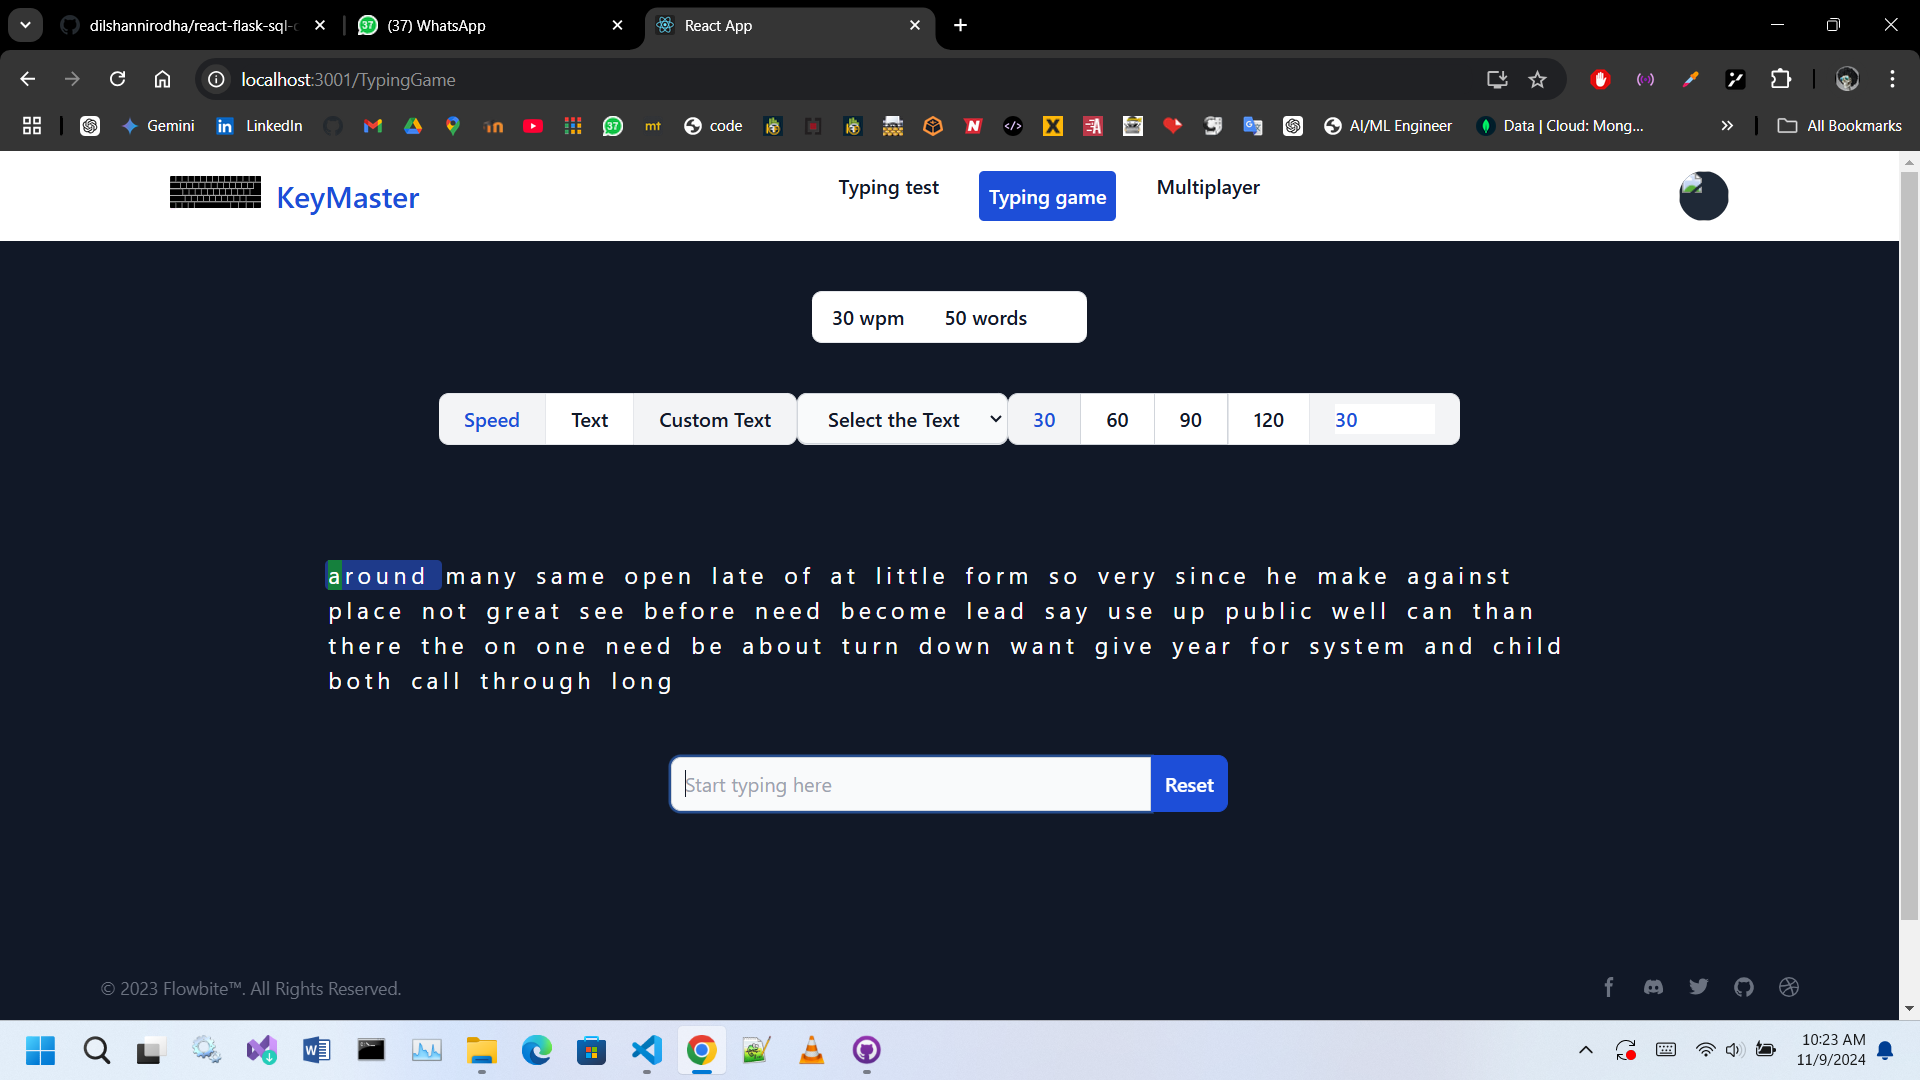 dilshannirodha/react-flask-sql-c
37
(37) WhatsApp
React App
localhost:3001/TypingGame
Gemini
in LinkedIn
37
mt
code
AI/ML Engineer
Data | Cloud: Mong...
All Bookmarks
KeyMaster
Typing test
Typing game
Multiplayer
30 wpm 50 words
Speed Text Custom Text Select the Text 30 60 90 120 30
around many same open late of at little form so very since he make against
place not great see before need become lead say use up public well can than
there the on one need be about turn down want give year for system and child
both call through long
Start typing here
Reset
© 2023 Flowbite™. All Rights Reserved.
10:23 AM
11/9/2024